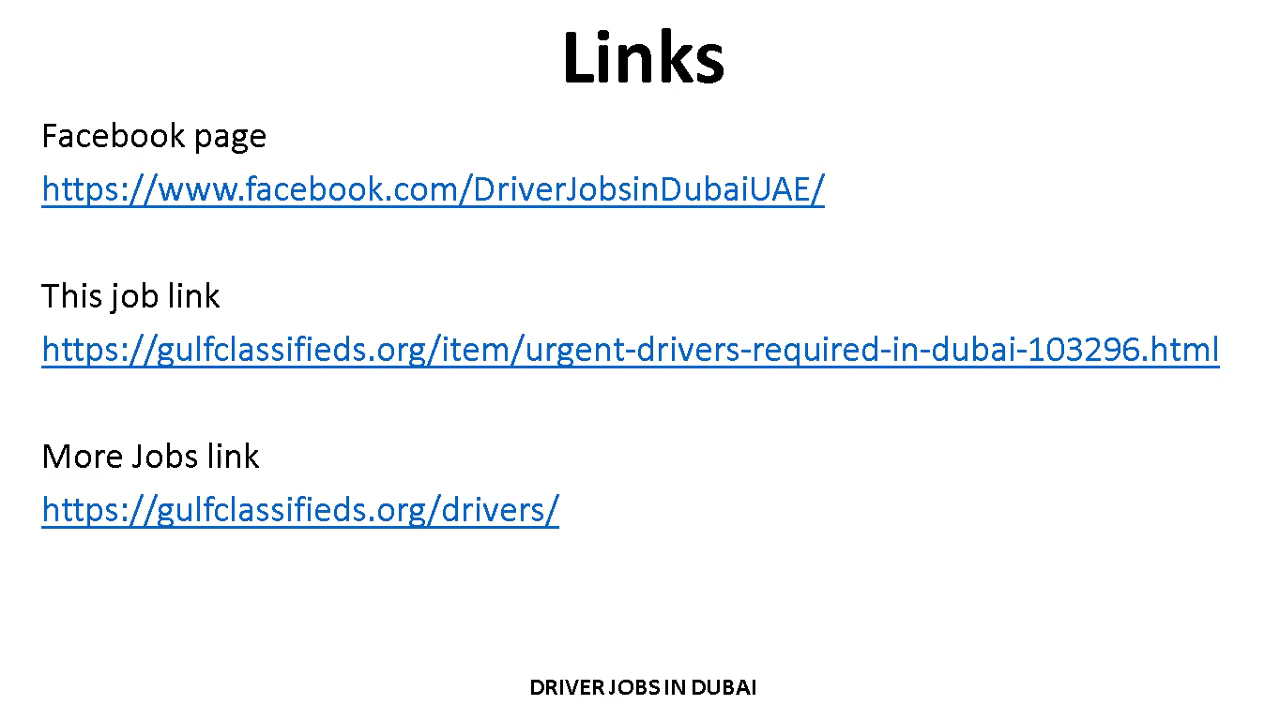 Links
Facebook page
https://www.facebook.com/DriverJobsinDubaiUAE/
This job link
https://gulfclassifieds.org/item/urgent-drivers-required-in-dubai-103296.html
More Jobs link
https://gulfclassifieds.org/drivers/
DRIVER JOBS IN DUBAI